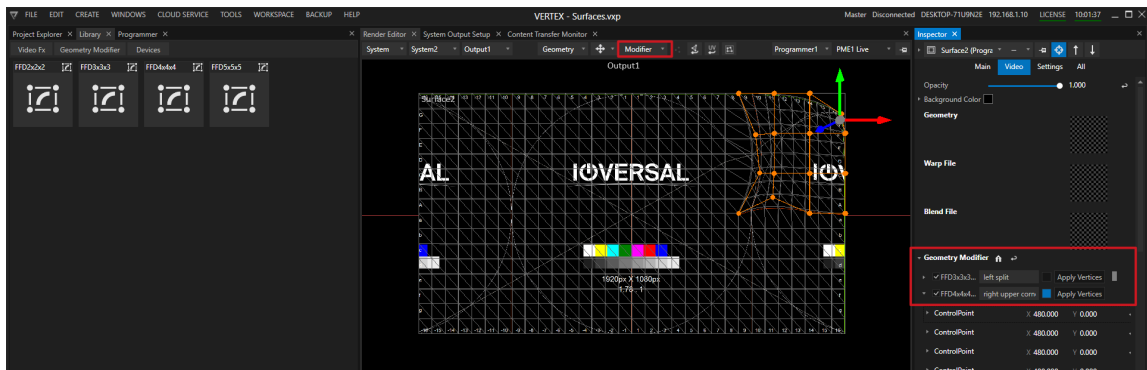 FILE EDIT CREATE WINDOWS CLOUD SERVICE TOOLS WORKSPACE BACKUP HELP VERTEX - Surfaces.vxp Master Disconnected DESKTOP-71U9N2E 192.168.1.10 LICENSE 10:01:37
Project Explorer Library Programmer Render Editor System Output Setup Content Transfer Monitor Inspector
Video Fx Geometry Modifier Devices System System2 Output1 Geometry Modifier UV Programmer1 PME1 Live Surface2 (Progra
FFD2x2x2 FFD3x3x3 FFD4x4x4 FFD5x5x5 Output1 Main Video Settings All
Opacity 1.000
Background Color
Surface2
Geometry
Warp File
AL IOVERSAL IOV
Blend File
Geometry Modifier
FFD3x3x3... left split Apply Vertices
1920px X 1080px
1.78 : 1
FFD4x4x4... right upper corn Apply Vertices
ControlPoint X 480.000 Y 0.000
ControlPoint X 480.000 Y 0.000
ControlPoint X 480.000 Y 0.000